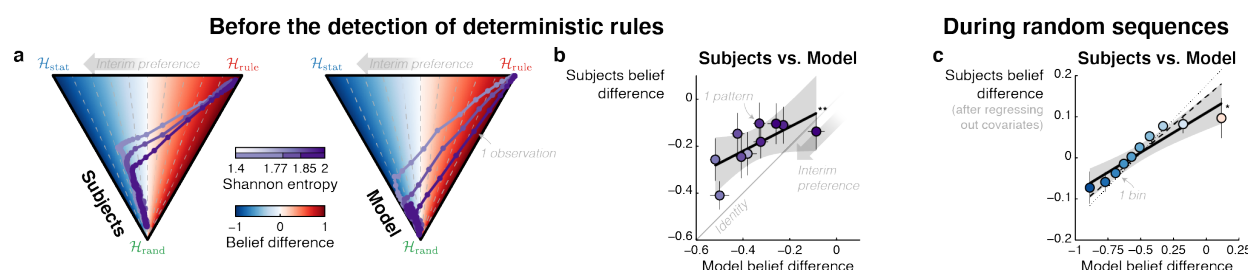 Before the detection of deterministic rules
During random sequences
a
ℋstat
Interim preference
ℋrule
Subjects
ℋrand
1.4 1.77 1.85 2
Shannon entropy
−1 0 1
Belief difference
ℋstat
Interim preference
ℋrule
1 observation
Model
ℋrand
b
Subjects vs. Model
Subjects belief
difference
1 pattern
**
Interim
preference
Identity
0
−0.2
−0.4
−0.6
−0.6 −0.4 −0.2 0
Model belief difference
c
Subjects vs. Model
Subjects belief
difference
(after regressing
out covariates)
*
1 bin
0.2
0.1
0
−0.1
−0.2
−1 −0.75 −0.5 0.25 0 0.25
Model belief difference